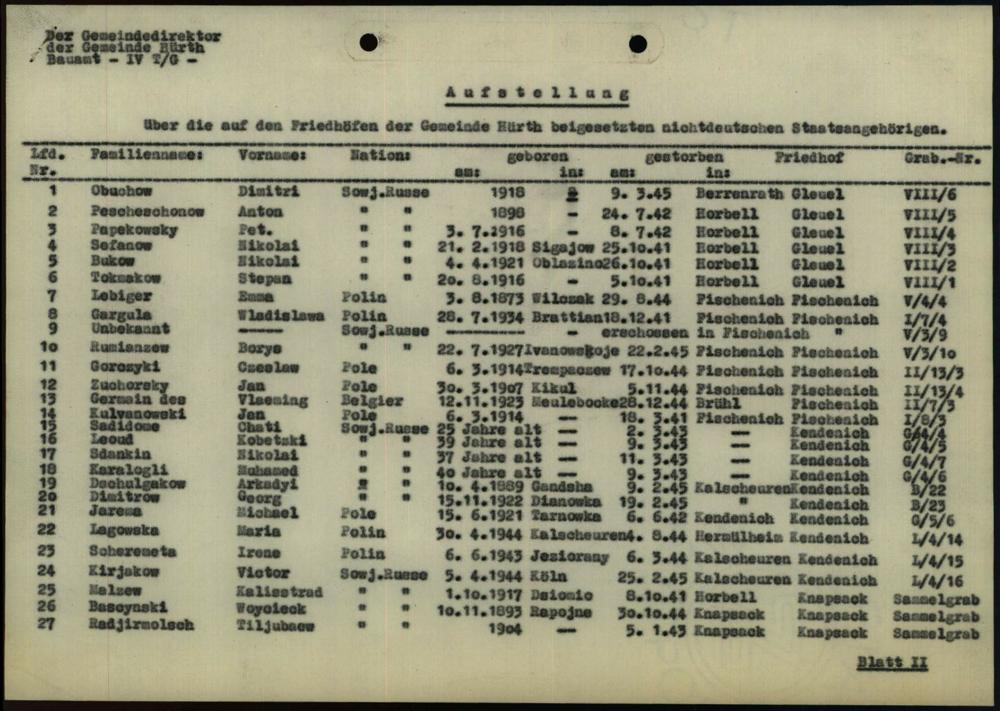 Der Gemeindedirektor
der Gemeinde Hürth
Bauamt - IV T/G -
Aufstellung
über die auf den Friedhöfen der Gemeinde Hürth beigesetzten nichtdeutschen Staatsangehörigen.
Lfd. Familienname: Vorname: Nation: geboren gestorben Friedhof Grab.-Nr.
Nr. am: in: am: in:
1 Obuchow Dimitri Sowj.Russe 1918 9. 3.45 Berrenrath Gleuel VIII/6
2 Pescheschonow Anton " " 1898 - 24. 7.42 Horbell Gleuel VIII/5
3 Papekowsky Pet. " " 3. 7.1916 - 8. 7.42 Horbell Gleuel VIII/4
4 Sefanow Nikolai " " 21. 2.1918 Sigajow 25.10.41 Horbell Gleuel VIII/3
5 Bukow Nikolai " " 4. 4.1921 Oblazino26.10.41 Horbell Gleuel VIII/2
6 Tokmakow Stepan " " 20. 8.1916 - 5.10.41 Horbell Gleuel VIII/1
7 Lebiger Emma Polin 3. 8.1873 Wilczak 29. 8.44 Fischenich Fischenich V/4/4
8 Gargula Wladislawa Polin 28. 7.1934 Brattian18.12.41 Fischenich Fischenich I/7/4
9 Unbekannt ----- Sowj.Russe ---------- - erschossen in Fischenich " V/3/9
10 Rumianzew Borys " " 22. 7.1927Ivanowskoje 22.2.45 Fischenich Fischenich V/3/10
11 Gorczyki Czeslaw Pole 6. 3.1914Trempaczew 17.10.44 Fischenich Fischenich II/13/3
12 Zuchorsky Jan Pole 30. 3.1907 Kikul 5.11.44 Fischenich Fischenich II/13/4
13 Germain des Vlaeming Belgier 12.11.1923 Meulebocke28.12.44 Brühl Fischenich II/7/3
14 Kulvanowski Jan Pole 6. 3.1914 -- 18. 3.41 Fischenich Fischenich I/8/3
15 Sadidome Chati Sowj.Russe 25 Jahre alt -- 2. 3.43 -- Kendenich G/4/4
16 Leoud Kobetski " " 39 Jahre alt -- 9. 3.43 -- Kendenich G/4/5
17 Sdankin Nikolai " " 37 Jahre alt -- 11. 3.43 -- Kendenich G/4/7
18 Karalogli Muhamed " " 40 Jahre alt -- 9. 3.43 -- Kendenich G/4/6
19 Dschulgakow Arkadyi " " 10. 4.1889 Gandsha 9. 2.45 KalscheurenKendenich B/22
20 Dimitrow Georg " " 15.11.1922 Dianowka 19. 2.45 " Kendenich B/23
21 Jarema Michael Pole 15. 6.1921 Tarnowka 6. 6.42 Kendenich Kendenich G/5/6
22 Lagowska Maria Polin 30. 4.1944 Kalscheuren4. 8.44 Hermülheim Kendenich L/4/14
23 Scheremeta Irene Polin 6. 6.1943 Jeziorany 6. 3.44 Kalscheuren Kendenich L/4/15
24 Kirjakow Victor Sowj.Russe 5. 4.1944 Köln 25. 2.45 Kalscheuren Kendenich L/4/16
25 Malzew Kalisstrad " " 1.10.1917 Dsiomio 8.10.41 Horbell Knapsack Sammelgrab
26 Bascynski Woycieck " " 10.11.1893 Rapojne 30.10.44 Knapsack Knapsack Sammelgrab
27 Radjirmolsch Tiljubaew " " 1904 -- 5. 1.43 Knapsack Knapsack Sammelgrab
Blatt II